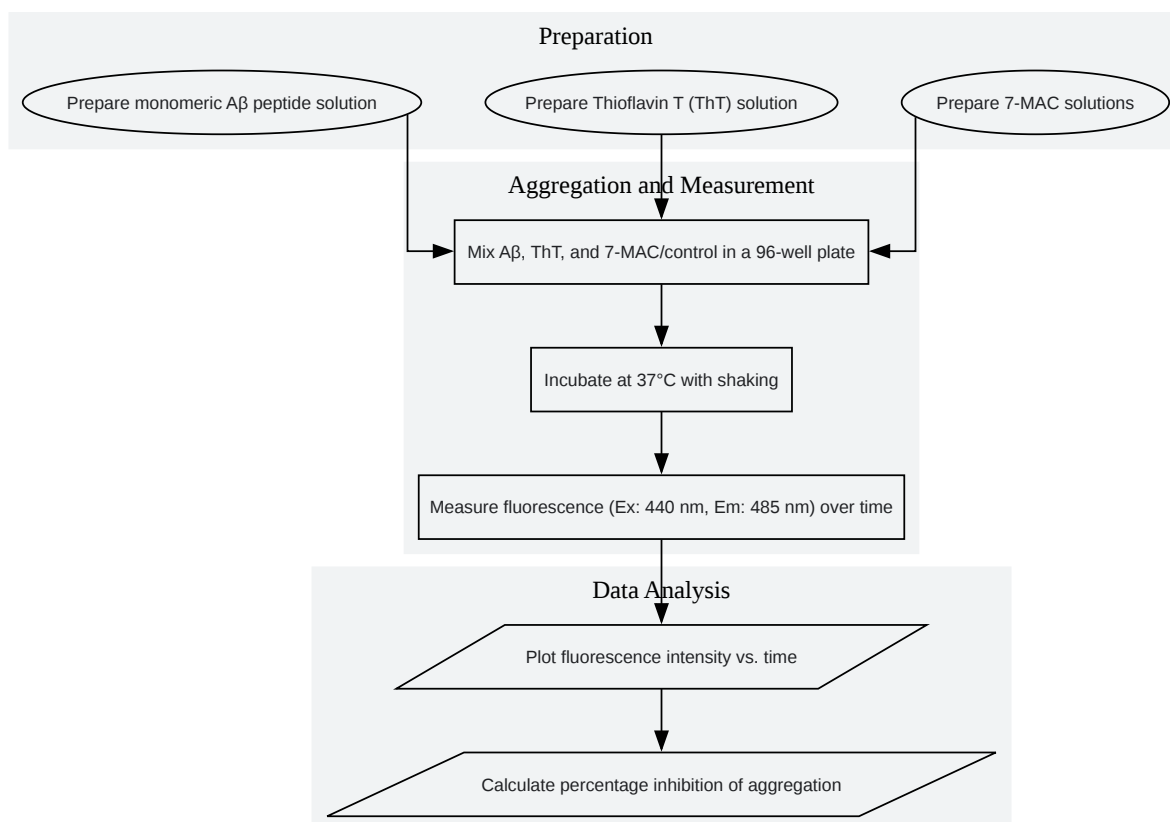 Preparation
Prepare monomeric Aβ peptide solution
Prepare Thioflavin T (ThT) solution
Prepare 7-MAC solutions
Aggregation and Measurement
Mix Aβ, ThT, and 7-MAC/control in a 96-well plate
Incubate at 37°C with shaking
Measure fluorescence (Ex: 440 nm, Em: 485 nm) over time
Data Analysis
Plot fluorescence intensity vs. time
Calculate percentage inhibition of aggregation